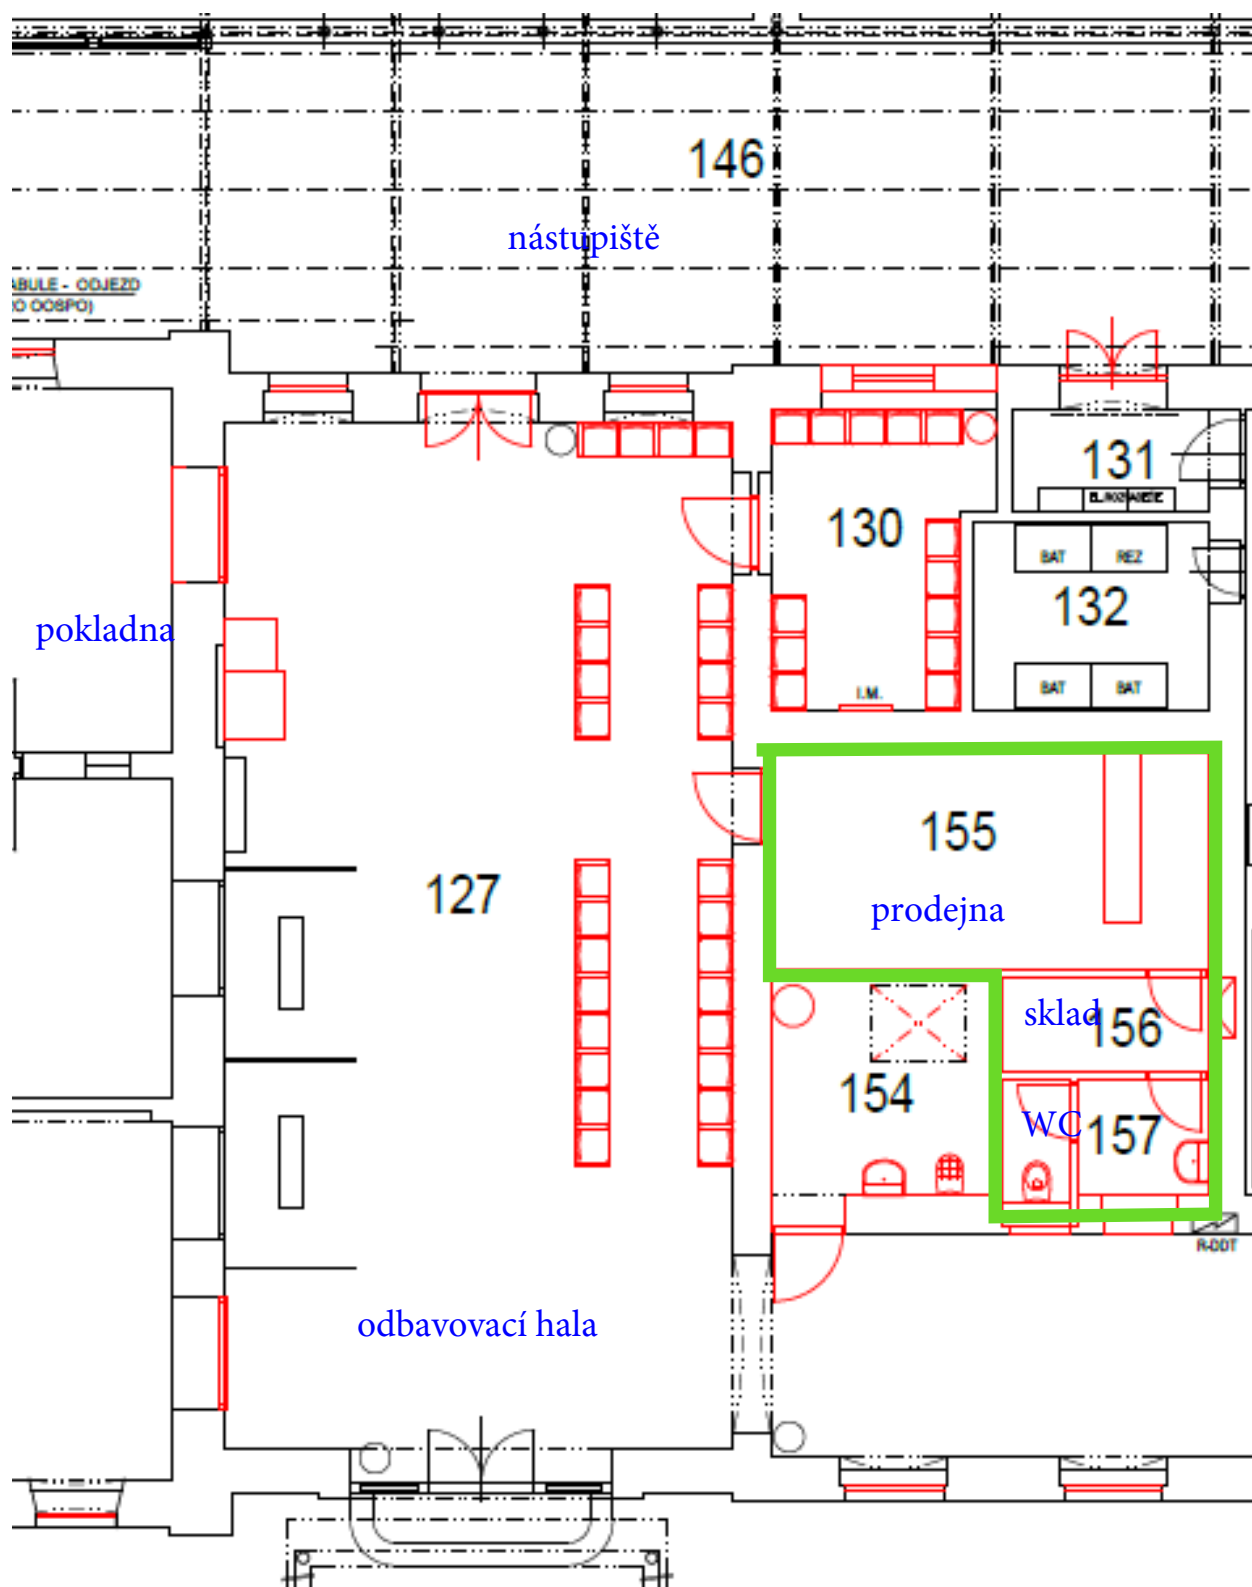 146
nástupiště
ABULE - ODJEZD
RO OOSPO)
131
130
BAT REZ
132
pokladna
BAT BAT
I.M.
155
127
prodejna
sklad
156
154
WC
157
R-DDT
odbavovací hala